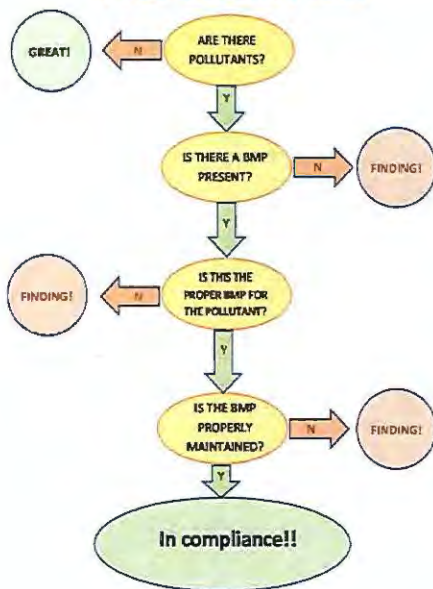 ARE THERE
POLLUTANTS?
N
GREAT!
Y
IS THERE A BMP
PRESENT?
N
FINDING!
Y
IS THIS THE
PROPER BMP FOR
THE POLLUTANT?
N
FINDING!
Y
IS THE BMP
PROPERLY
MAINTAINED?
N
FINDING!
Y
In compliance!!